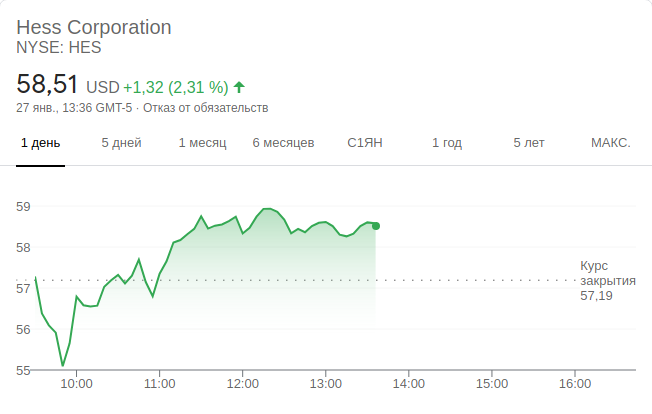 Hess Corporation
NYSE: HES
58,51 USD +1,32 (2,31 %) ↑
27 янв., 13:36 GMT-5 · Отказ от обязательств
1 день 5 дней 1 месяц 6 месяцев С1ЯН 1 год 5 лет МАКС.
59
58
57
56
55
Курс
закрытия
57,19
10:00 11:00 12:00 13:00 14:00 15:00 16:00